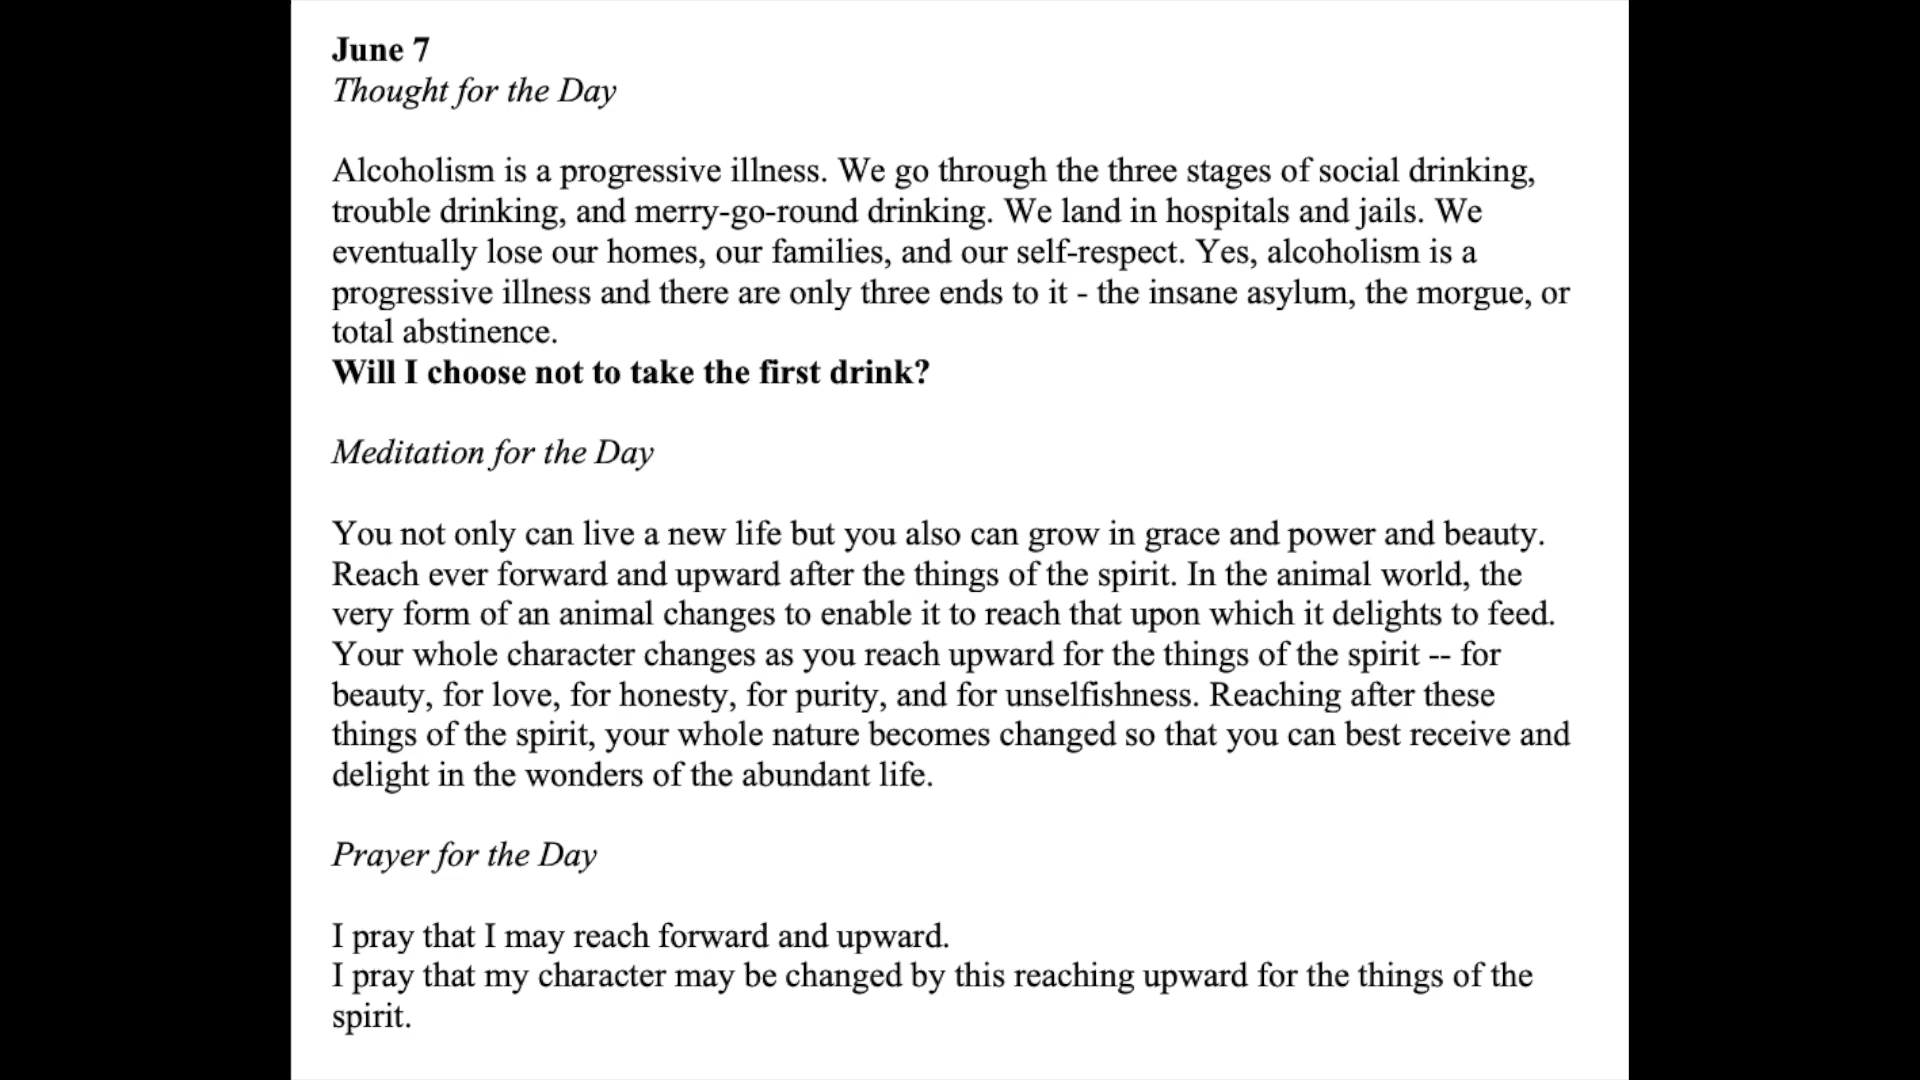 June 7
Thought for the Day
Alcoholism is a progressive illness. We go through the three stages of social drinking,
trouble drinking, and merry-go-round drinking. We land in hospitals and jails. We
eventually lose our homes, our families, and our self-respect. Yes, alcoholism is a
progressive illness and there are only three ends to it - the insane asylum, the morgue, or
total abstinence.
Will I choose not to take the first drink?
Meditation for the Day
You not only can live a new life but you also can grow in grace and power and beauty.
Reach ever forward and upward after the things of the spirit. In the animal world, the
very form of an animal changes to enable it to reach that upon which it delights to feed.
Your whole character changes as you reach upward for the things of the spirit -- for
beauty, for love, for honesty, for purity, and for unselfishness. Reaching after these
things of the spirit, your whole nature becomes changed so that you can best receive and
delight in the wonders of the abundant life.
Prayer for the Day
I pray that I may reach forward and upward.
I pray that my character may be changed by this reaching upward for the things of the
spirit.